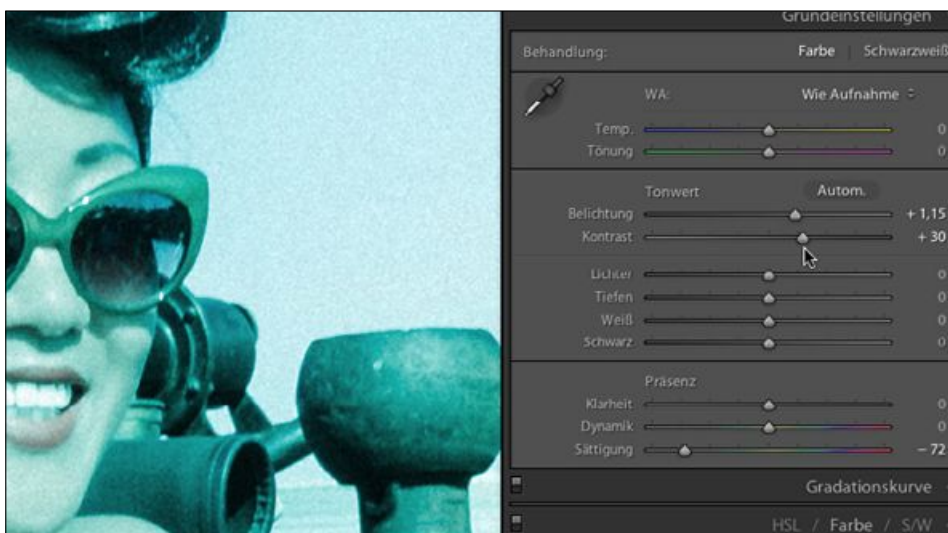 Grundeinstellungen
Behandlung: Farbe | Schwarzweiß
WA: Wie Aufnahme
Temp. 0
Tönung 0
Tonwert Autom.
Belichtung + 1,15
Kontrast + 30
Lichter 0
Tiefen 0
Weiß 0
Schwarz 0
Präsenz
Klarheit 0
Dynamik 0
Sättigung – 72
Gradationskurve
HSL / Farbe / S/W